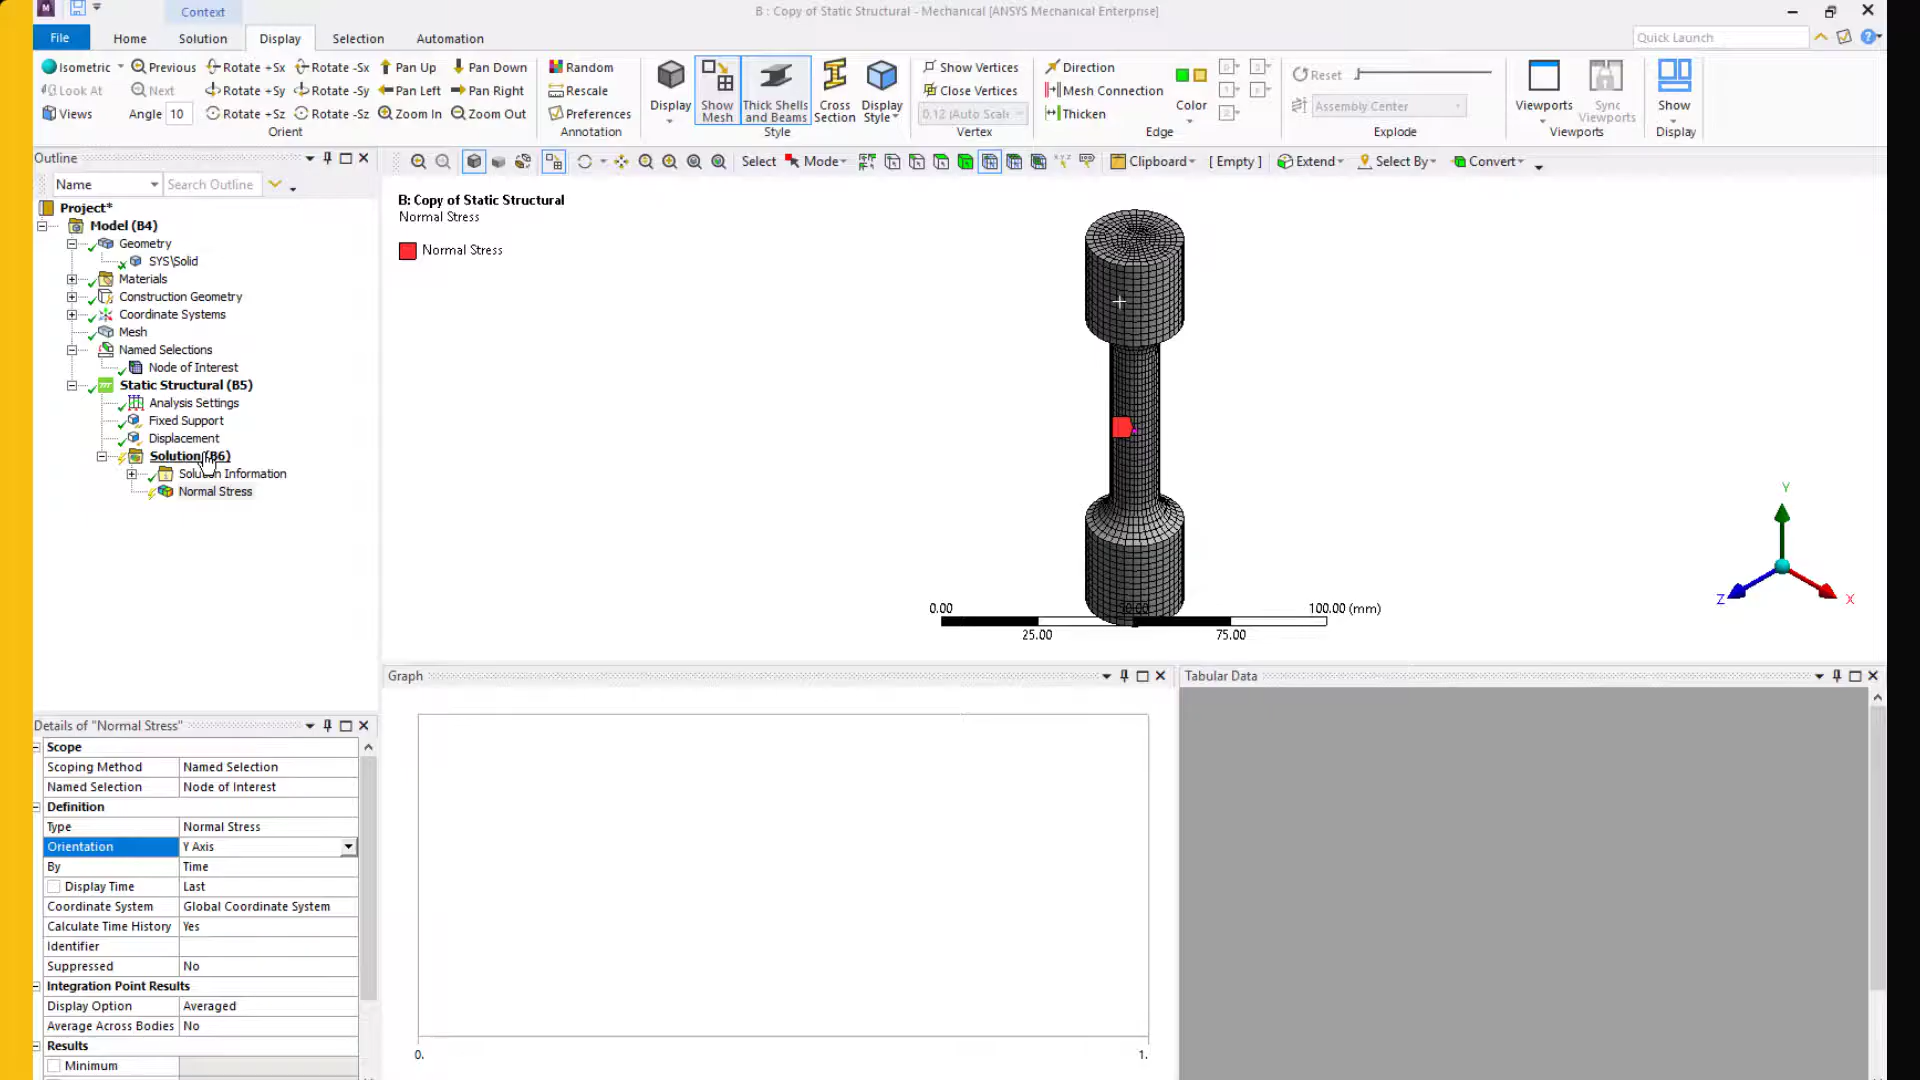 Context
B : Copy of Static Structural - Mechanical [ANSYS Mechanical Enterprise]
File
Home
Solution
Display
Selection
Automation
Quick Launch
Isometric
Previous
Rotate +Sx
Rotate -Sx
Pan Up
Pan Down
Random
Show Vertices
Direction
Reset
Look At
Next
Rotate +Sy
Rotate -Sy
Pan Left
Pan Right
Rescale
Close Vertices
Mesh Connection
Views
Angle 10
Rotate +Sz
Rotate -Sz
Zoom In
Zoom Out
Preferences
Display
Show Mesh
Thick Shells and Beams
Cross Section
Display Style
0.12 (Auto Scale
Thicken
Color
Assembly Center
Viewports
Sync Viewports
Show
Orient
Annotation
Style
Vertex
Edge
Explode
Viewports
Display
Outline
Select
Mode
Clipboard
[ Empty ]
Extend
Select By
Convert
Name
Search Outline
Project*
Model (B4)
Geometry
SYS\Solid
Materials
Construction Geometry
Coordinate Systems
Mesh
Named Selections
Node of Interest
Static Structural (B5)
Analysis Settings
Fixed Support
Displacement
Solution (B6)
Solution Information
Normal Stress
B: Copy of Static Structural
Normal Stress
Normal Stress
Y
Z
X
0.00
100.00 (mm)
25.00
75.00
Graph
Tabular Data
0.
1.
Details of "Normal Stress"
Scope
Scoping Method Named Selection
Named Selection Node of Interest
Definition
Type Normal Stress
Orientation Y Axis
By Time
Display Time Last
Coordinate System Global Coordinate System
Calculate Time History Yes
Identifier
Suppressed No
Integration Point Results
Display Option Averaged
Average Across Bodies No
Results
Minimum